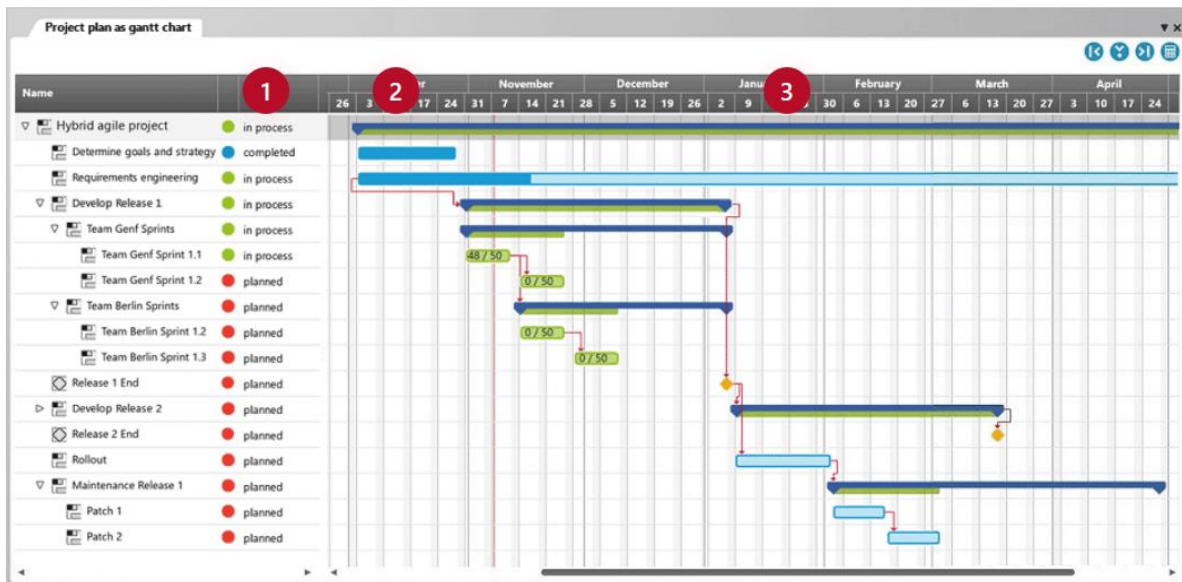 Project plan as gantt chart
Name
1 2 3
November December February March April
26 3 17 24 31 7 14 21 28 5 12 19 26 2 9 30 6 13 20 27 6 13 20 27 3 10 17 24
Hybrid agile project in process
Determine goals and strategy completed
Requirements engineering in process
Develop Release 1 in process
Team Genf Sprints in process
Team Genf Sprint 1.1 in process 48 / 50
Team Genf Sprint 1.2 planned 0 / 50
Team Berlin Sprints planned
Team Berlin Sprint 1.2 planned 0 / 50
Team Berlin Sprint 1.3 planned 0 / 50
Release 1 End planned
Develop Release 2 planned
Release 2 End planned
Rollout planned
Maintenance Release 1 planned
Patch 1 planned
Patch 2 planned